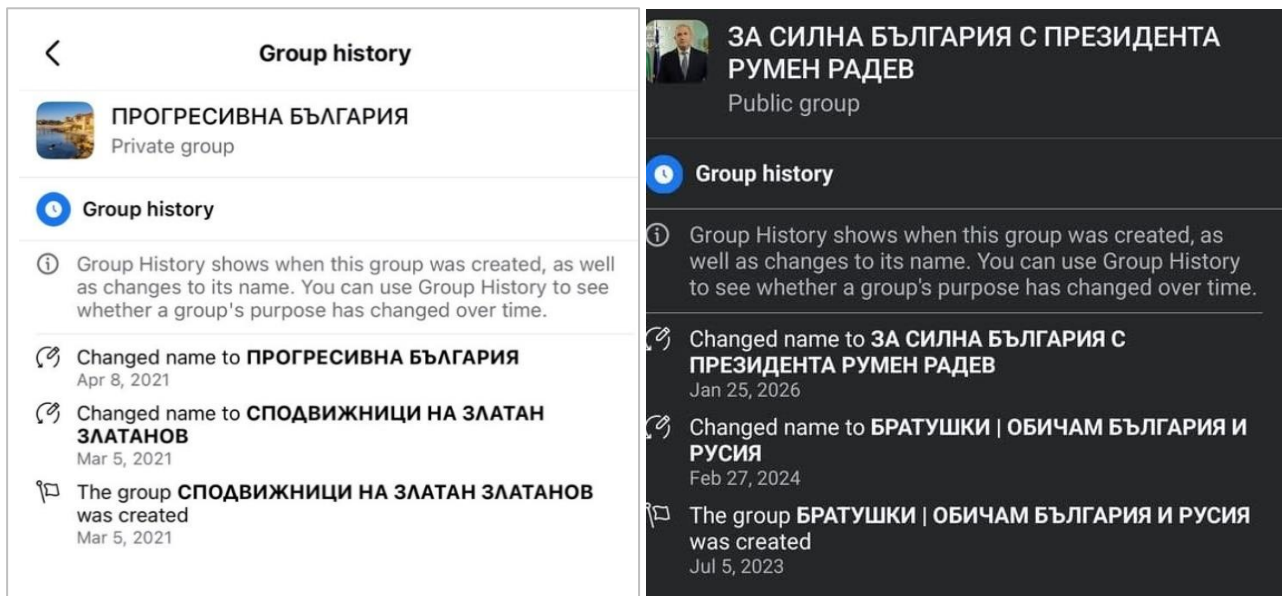 Group history
ПРОГРЕСИВНА БЪЛГАРИЯ
Private group
Group history
Group History shows when this group was created, as well
as changes to its name. You can use Group History to see
whether a group's purpose has changed over time.
Changed name to ПРОГРЕСИВНА БЪЛГАРИЯ
Apr 8, 2021
Changed name to СПОДВИЖНИЦИ НА ЗЛАТАН
ЗЛАТАНОВ
Mar 5, 2021
The group СПОДВИЖНИЦИ НА ЗЛАТАН ЗЛАТАНОВ
was created
Mar 5, 2021
ЗА СИЛНА БЪЛГАРИЯ С ПРЕЗИДЕНТА
РУМЕН РАДЕВ
Public group
Group history
Group History shows when this group was created, as
well as changes to its name. You can use Group History
to see whether a group's purpose has changed over time.
Changed name to ЗА СИЛНА БЪЛГАРИЯ С
ПРЕЗИДЕНТА РУМЕН РАДЕВ
Jan 25, 2026
Changed name to БРАТУШКИ | ОБИЧАМ БЪЛГАРИЯ И
РУСИЯ
Feb 27, 2024
The group БРАТУШКИ | ОБИЧАМ БЪЛГАРИЯ И РУСИЯ
was created
Jul 5, 2023